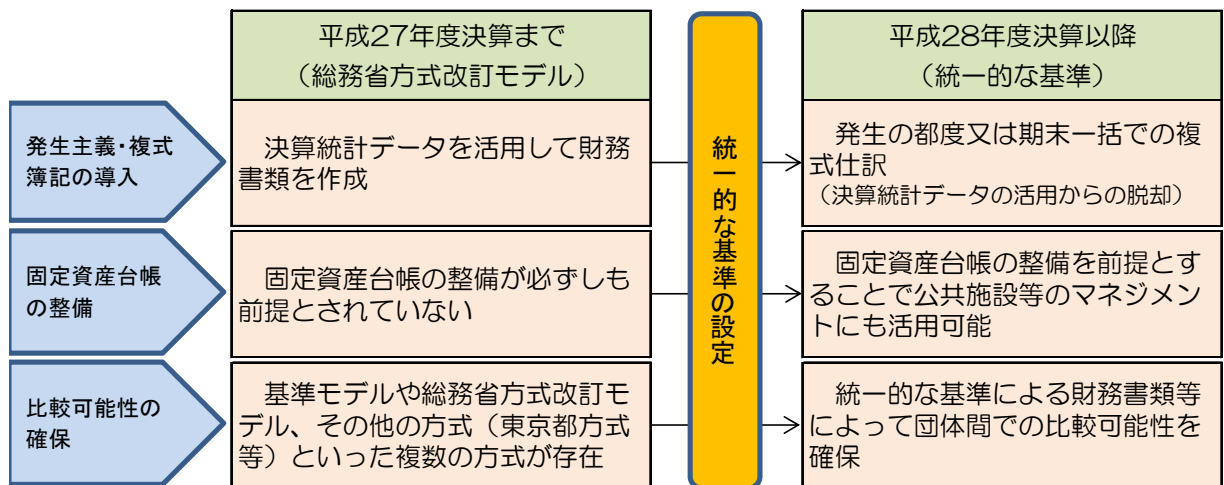 平成27年度決算まで
（総務省方式改訂モデル）
平成28年度決算以降
（統一的な基準）
統一的な基準の設定
発生主義･複式
簿記の導入
決算統計データを活用して財務
書類を作成
発生の都度又は期末一括での複
式仕訳
（決算統計データの活用からの脱却）
固定資産台帳
の整備
固定資産台帳の整備が必ずしも
前提とされていない
固定資産台帳の整備を前提とす
ることで公共施設等のマネジメン
トにも活用可能
比較可能性の
確保
基準モデルや総務省方式改訂モ
デル、その他の方式（東京都方式
等）といった複数の方式が存在
統一的な基準による財務書類等
によって団体間での比較可能性を
確保